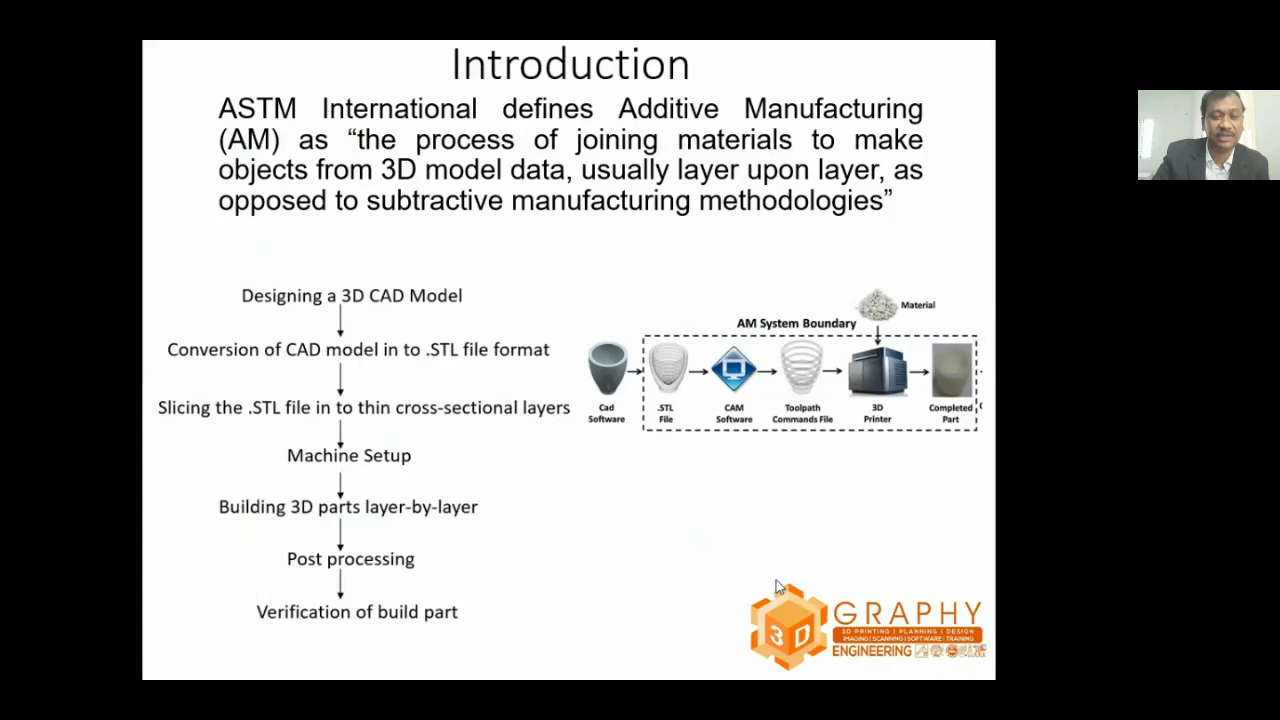 Introduction
ASTM International defines Additive Manufacturing
(AM) as “the process of joining materials to make
objects from 3D model data, usually layer upon layer, as
opposed to subtractive manufacturing methodologies”
Designing a 3D CAD Model
Conversion of CAD model in to .STL file format
Slicing the .STL file in to thin cross-sectional layers
Machine Setup
Building 3D parts layer-by-layer
Post processing
Verification of build part
Material
AM System Boundary
Cad
Software
.STL
File
CAM
Software
Toolpath
Commands File
3D
Printer
Completed
Part
3D
GRAPHY
3D PRINTING | PLANNING | DESIGN
IMAGING | SCANNING | SOFTWARE | TRAINING
ENGINEERING